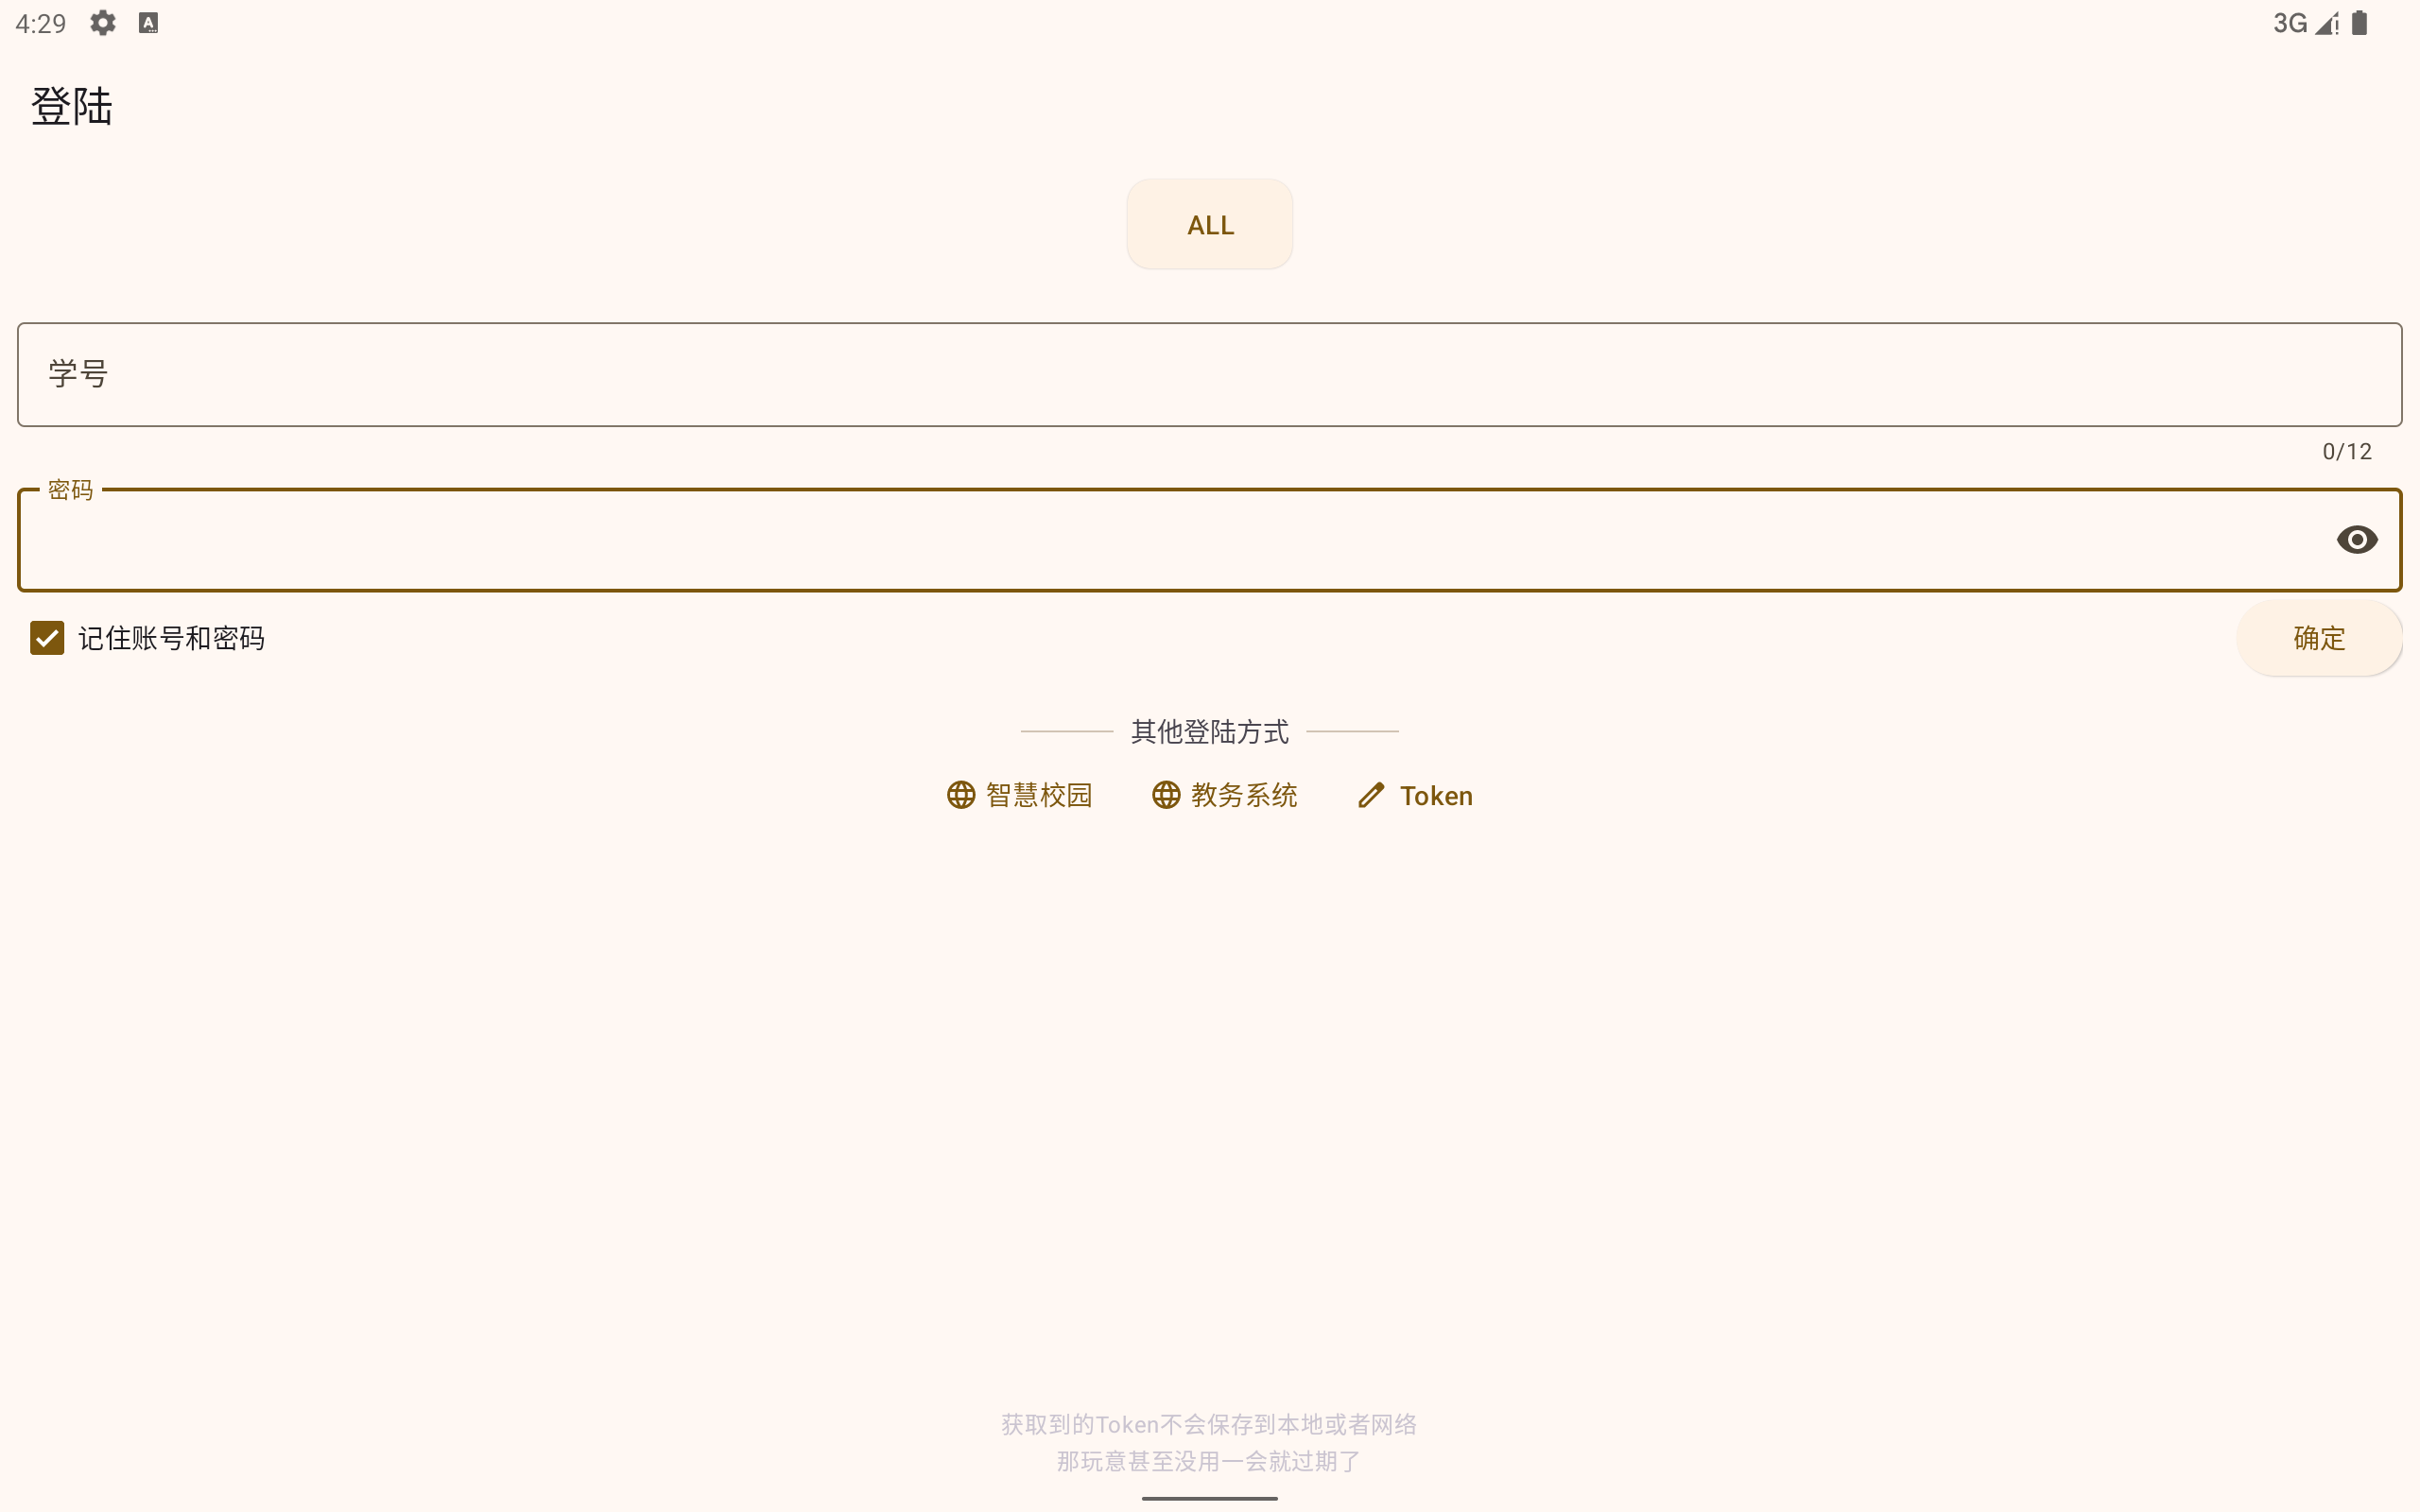 4:29
3G
登陆
ALL
学号
0/12
密码
记住账号和密码
确定
其他登陆方式
智慧校园 教务系统 Token
获取到的Token不会保存到本地或者网络
那玩意甚至没用一会就过期了